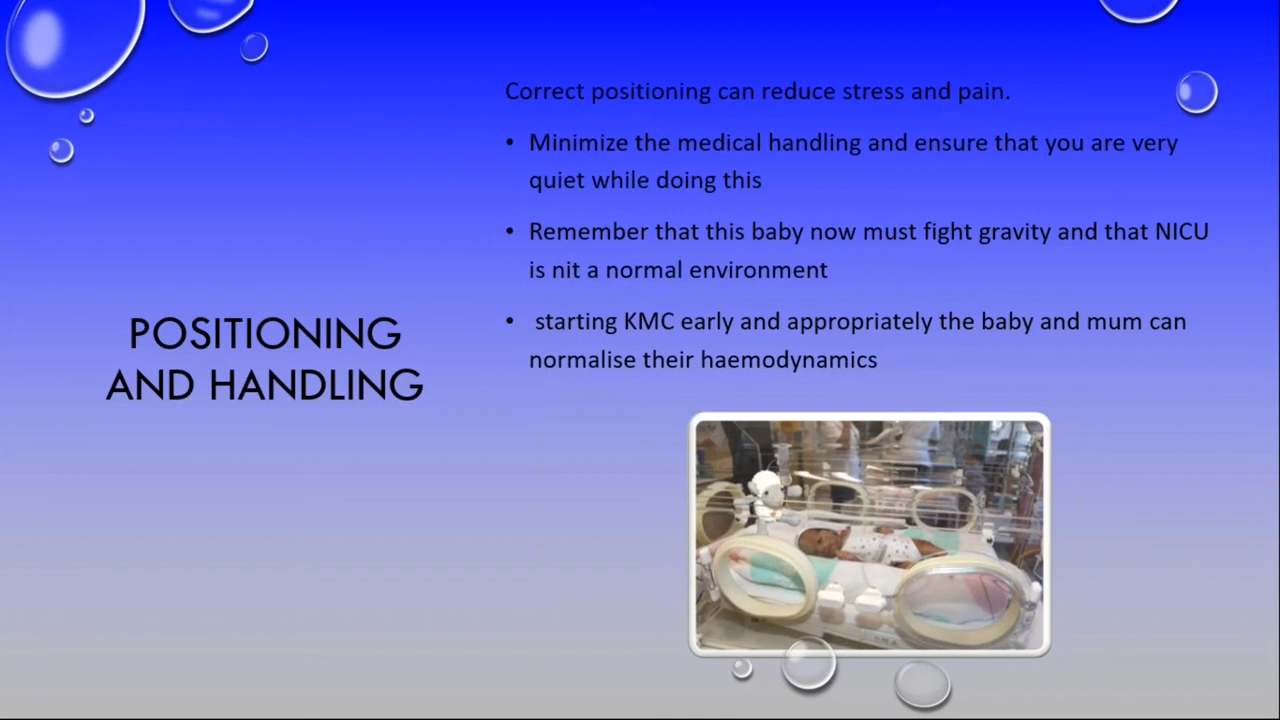 Correct positioning can reduce stress and pain.
• Minimize the medical handling and ensure that you are very
quiet while doing this
• Remember that this baby now must fight gravity and that NICU
is nit a normal environment
• starting KMC early and appropriately the baby and mum can
normalise their haemodynamics
POSITIONING
AND HANDLING